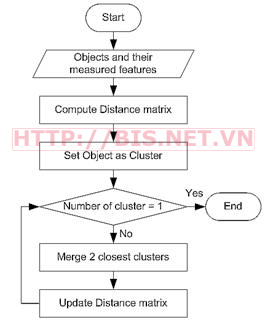 Start
Objects and their
measured features
Compute Distance matrix
HTTP://BIS.NET.VN
Set Object as Cluster
Number of cluster = 1
Yes
End
No
Merge 2 closest clusters
Update Distance matrix